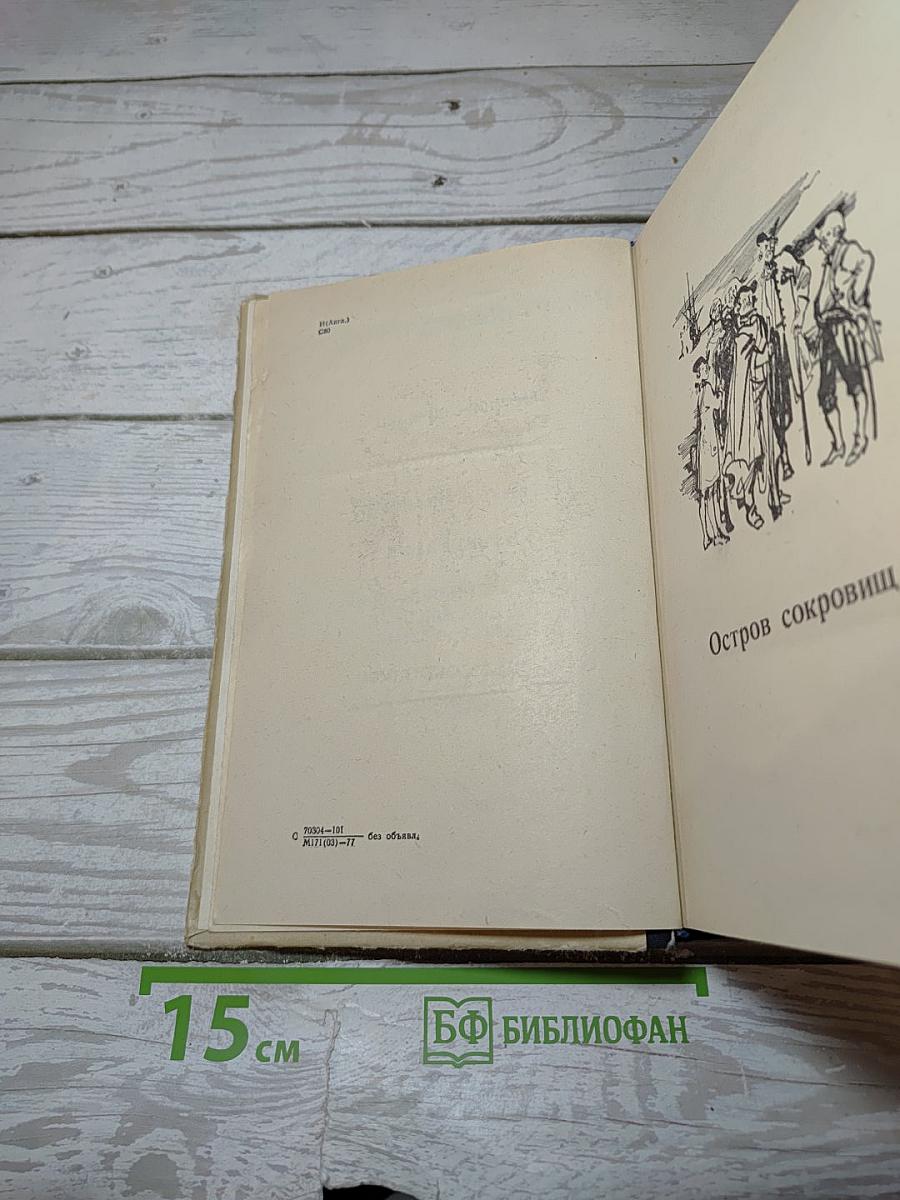 И(Англ.)
С80
Остров сокровищ
С 70304—101
М171(03)—77 без объявл.
15 см
БФ БИБЛИОФАН